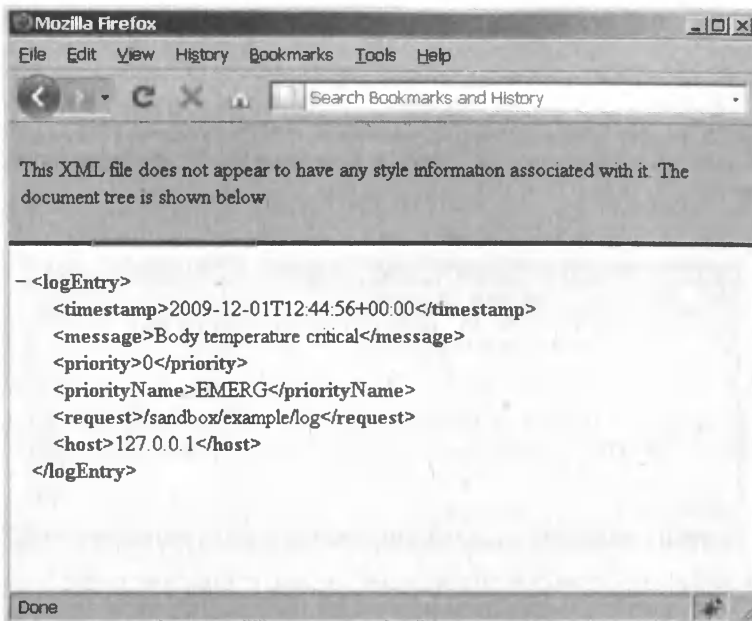 Mozilla Firefox
File Edit View History Bookmarks Tools Help
Search Bookmarks and History
This XML file does not appear to have any style information associated with it. The
document tree is shown below
- <logEntry>
<timestamp>2009-12-01T12:44:56+00:00</timestamp>
<message>Body temperature critical</message>
<priority>0</priority>
<priorityName>EMERG</priorityName>
<request>/sandbox/example/log</request>
<host>127.0.0.1</host>
</logEntry>
Done